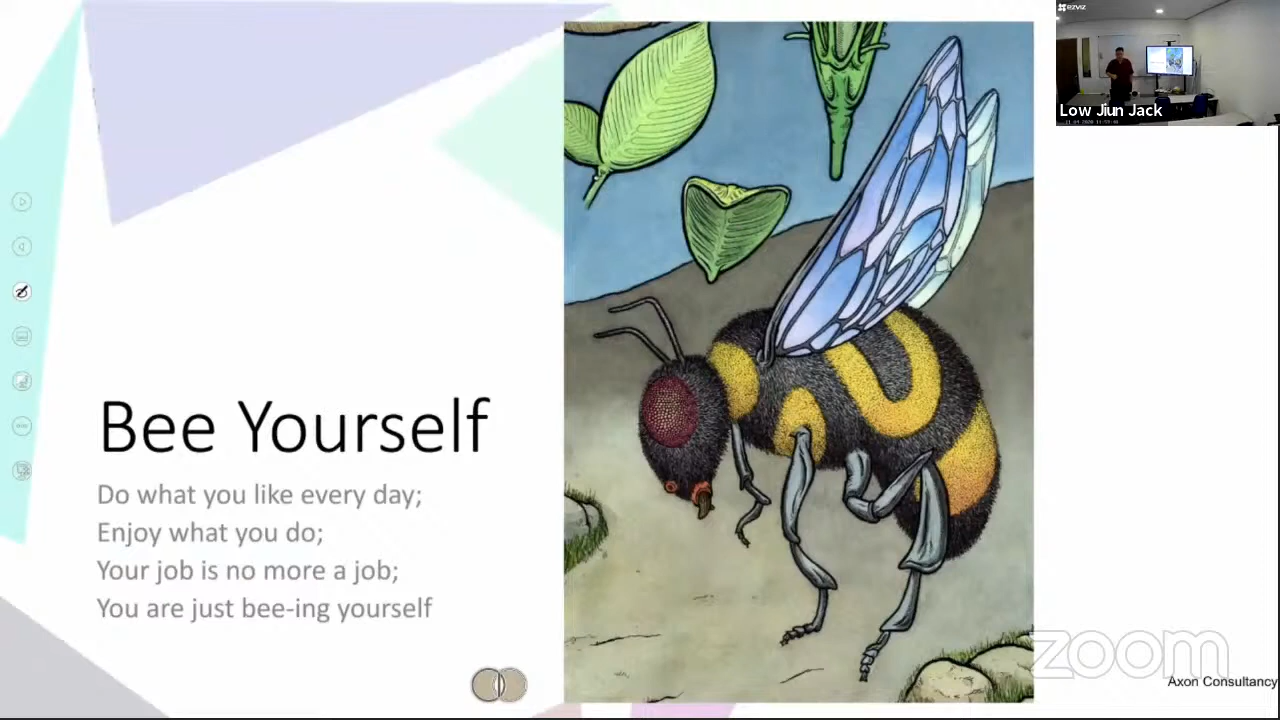 Bee Yourself
Do what you like every day;
Enjoy what you do;
Your job is no more a job;
You are just bee-ing yourself
ezviz
Low Jiun Jack
zoom
Axon Consultancy